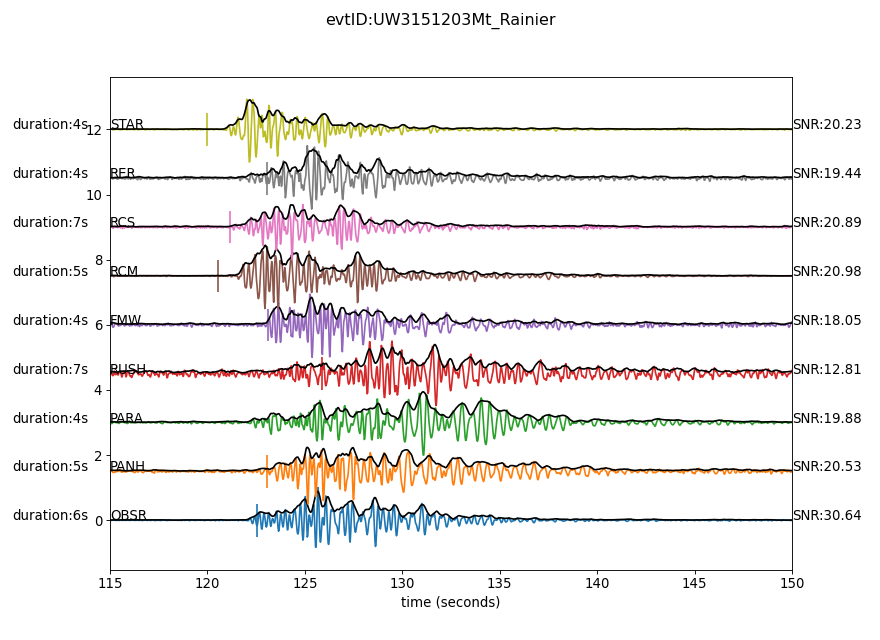 evtID:UW3151203Mt_Rainier
duration:4s STAR SNR:20.23
12
duration:4s RER SNR:19.44
10
duration:7s RCS SNR:20.89
8
duration:5s RCM SNR:20.98
duration:4s FMW SNR:18.05
6
duration:7s RUSH SNR:12.81
4
duration:4s PARA SNR:19.88
2
duration:5s PANH SNR:20.53
duration:6s OBSR SNR:30.64
0
115 120 125 130 135 140 145 150
time (seconds)